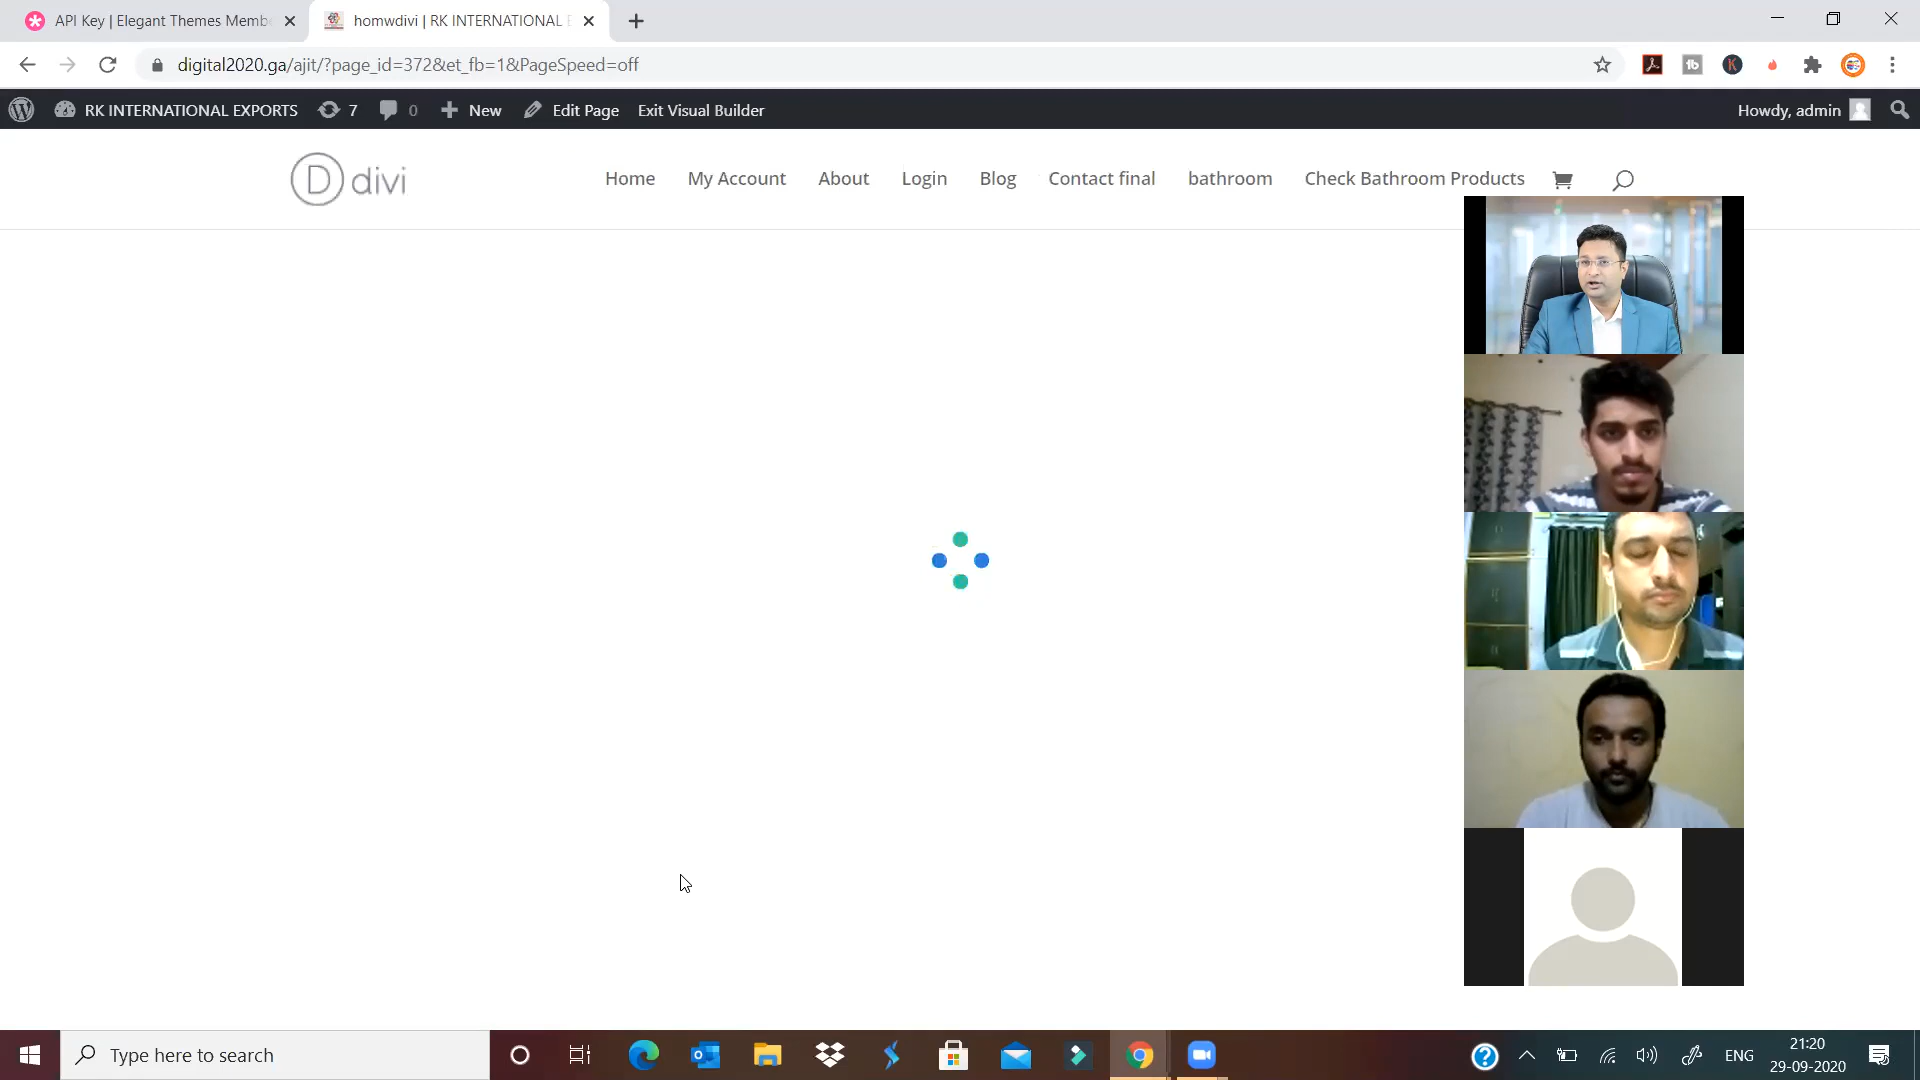 API Key | Elegant Themes Membe
homwdivi | RK INTERNATIONAL E
digital2020.ga/ajit/?page_id=372&et_fb=1&PageSpeed=off
RK INTERNATIONAL EXPORTS 7 0 New Edit Page Exit Visual Builder Howdy, admin
D divi Home My Account About Login Blog Contact final bathroom Check Bathroom Products
Type here to search
ENG
21:20
29-09-2020